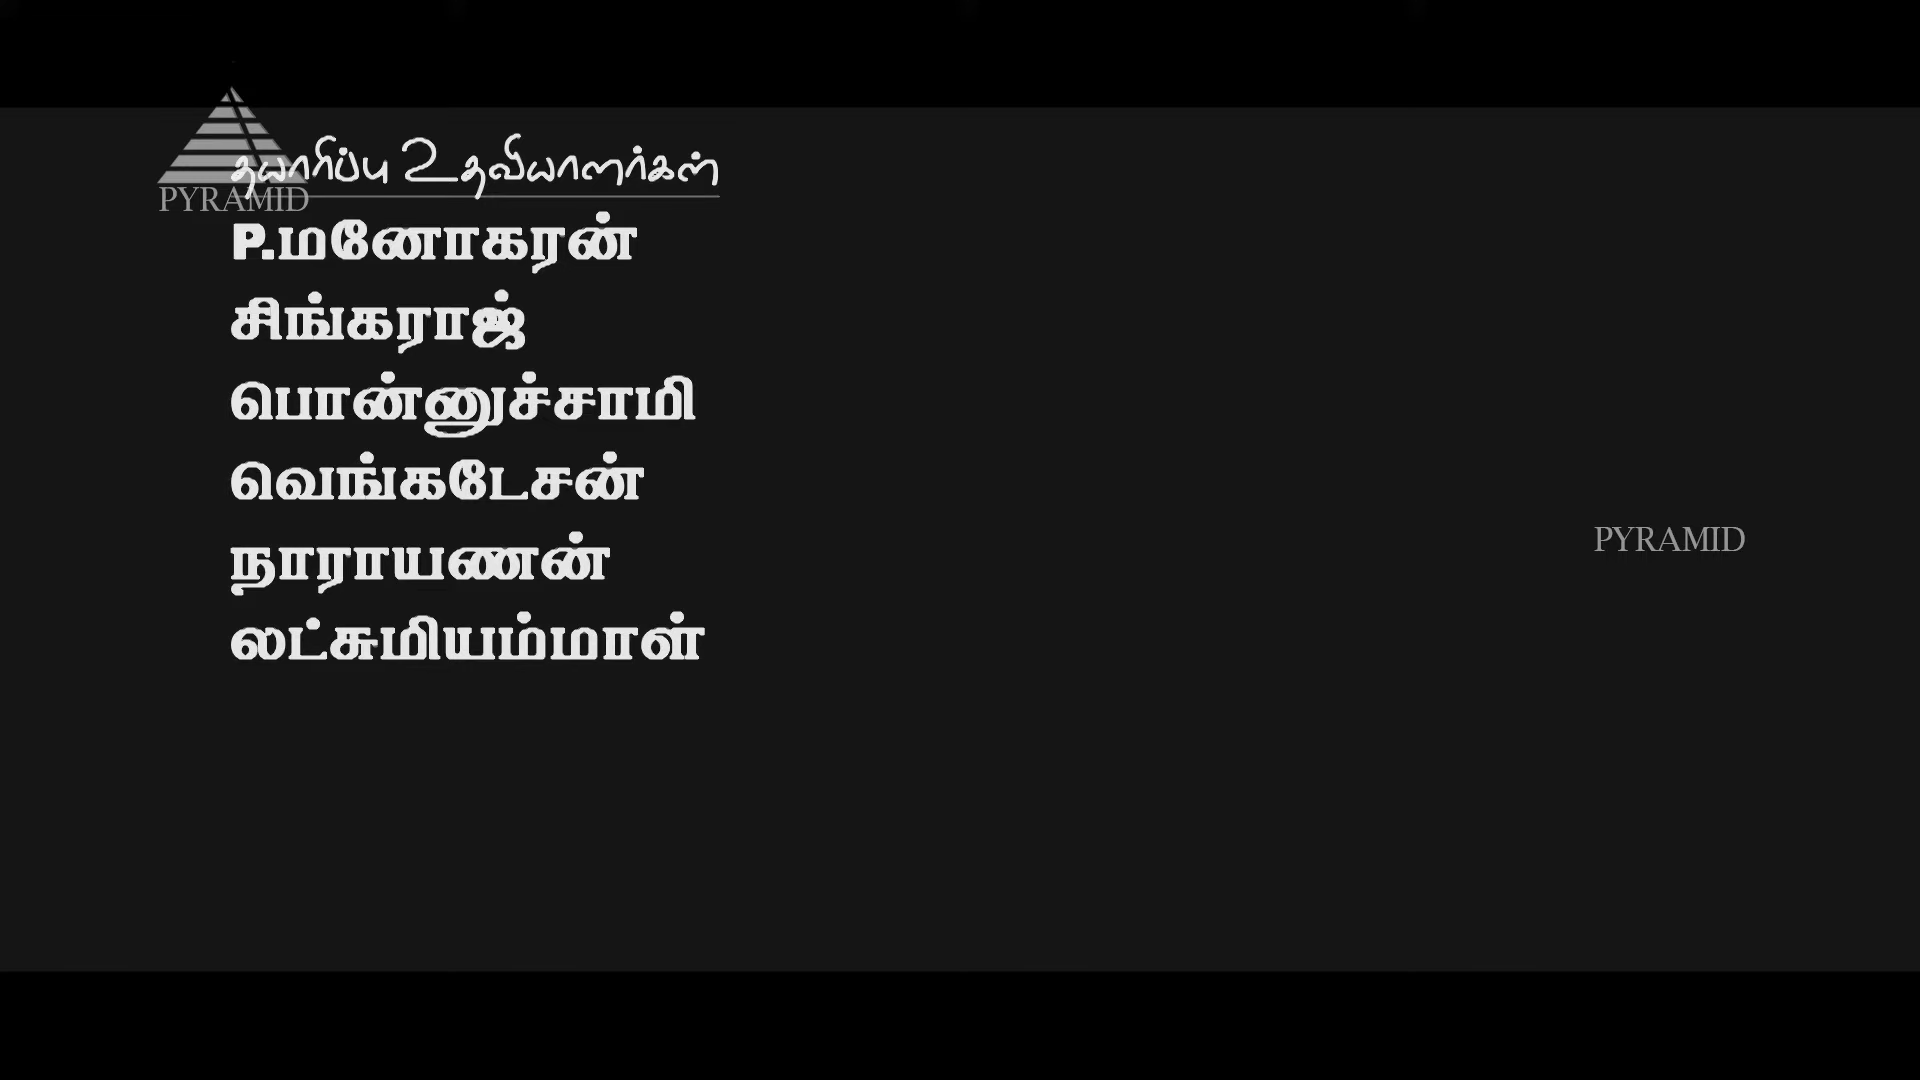 தயாரிப்பு உதவியாளர்கள்
PYRAMID
P.மனோகரன்
சிங்கராஜ்
பொன்னுச்சாமி
வெங்கடேசன்
PYRAMID
நாராயணன்
லட்சுமியம்மாள்